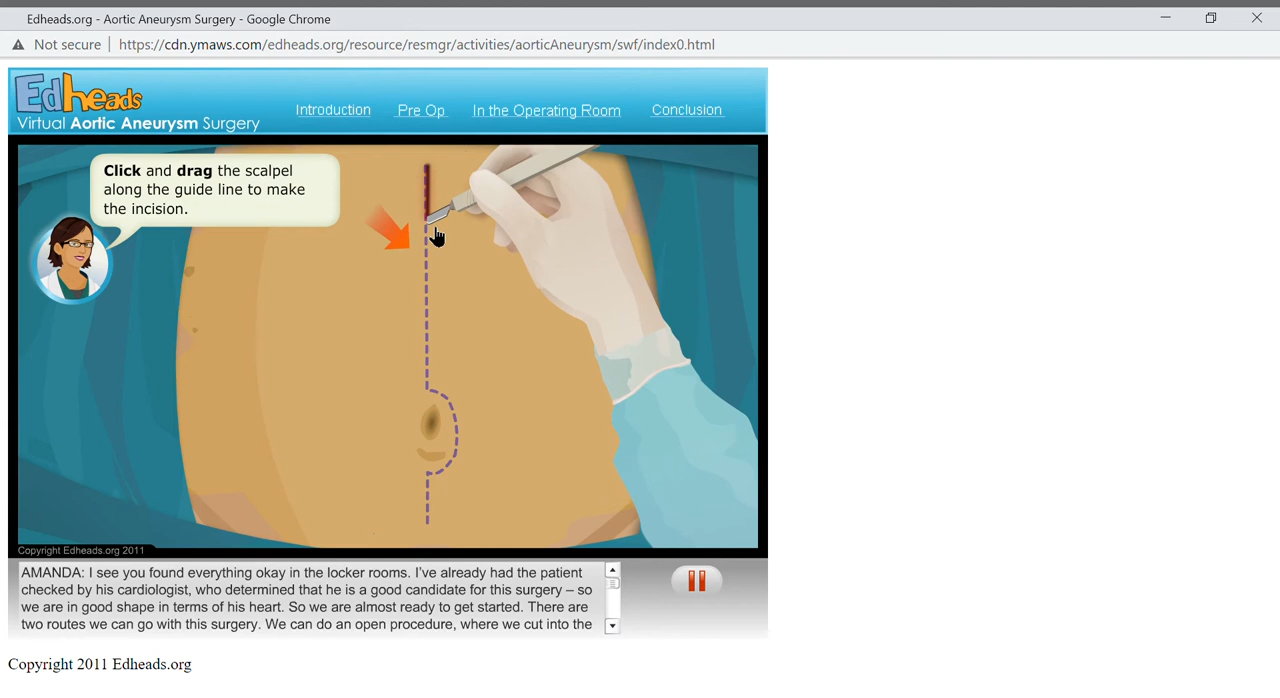 Edheads.org - Aortic Aneurysm Surgery - Google Chrome
Not secure | https://cdn.ymaws.com/edheads.org/resource/resmgr/activities/aorticAneurysm/swf/index0.html
Edheads
Virtual Aortic Aneurysm Surgery
Introduction Pre Op In the Operating Room Conclusion
Click and drag the scalpel
along the guide line to make
the incision.
Copyright Edheads.org 2011
AMANDA: I see you found everything okay in the locker rooms. I've already had the patient
checked by his cardiologist, who determined that he is a good candidate for this surgery – so
we are in good shape in terms of his heart. So we are almost ready to get started. There are
two routes we can go with this surgery. We can do an open procedure, where we cut into the
Copyright 2011 Edheads.org